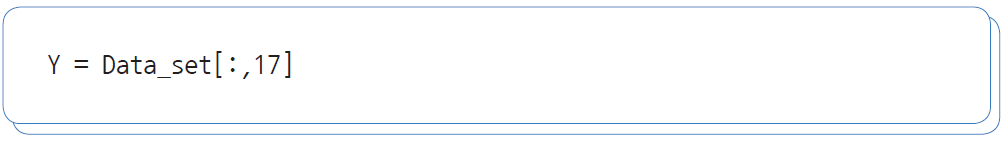 Y = Data_set[:,17]